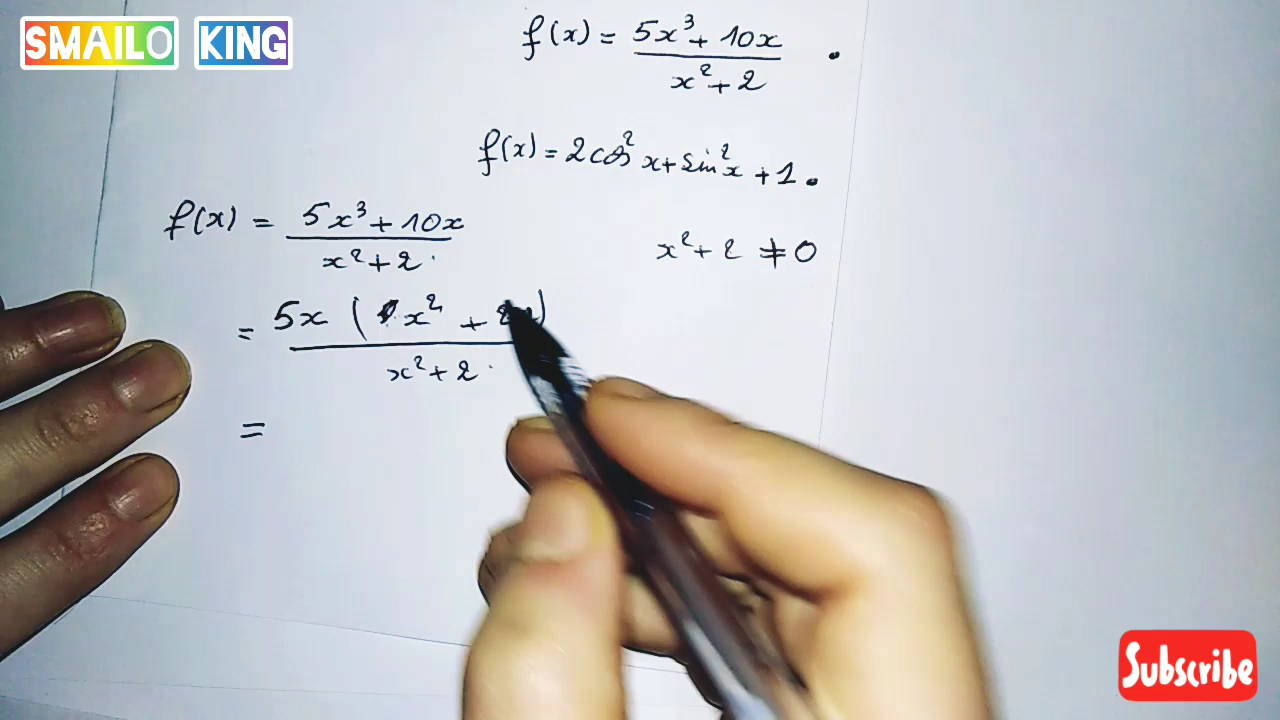 SMAILO KING
f(x) = 5x³ + 10x / x² + 2 .
f(x) = 2cos²x + sin²x + 1 .
f(x) = 5x³ + 10x / x² + 2
x² + 2 ≠ 0
= 5x ( x² + ) / x² + 2
=
Subscribe